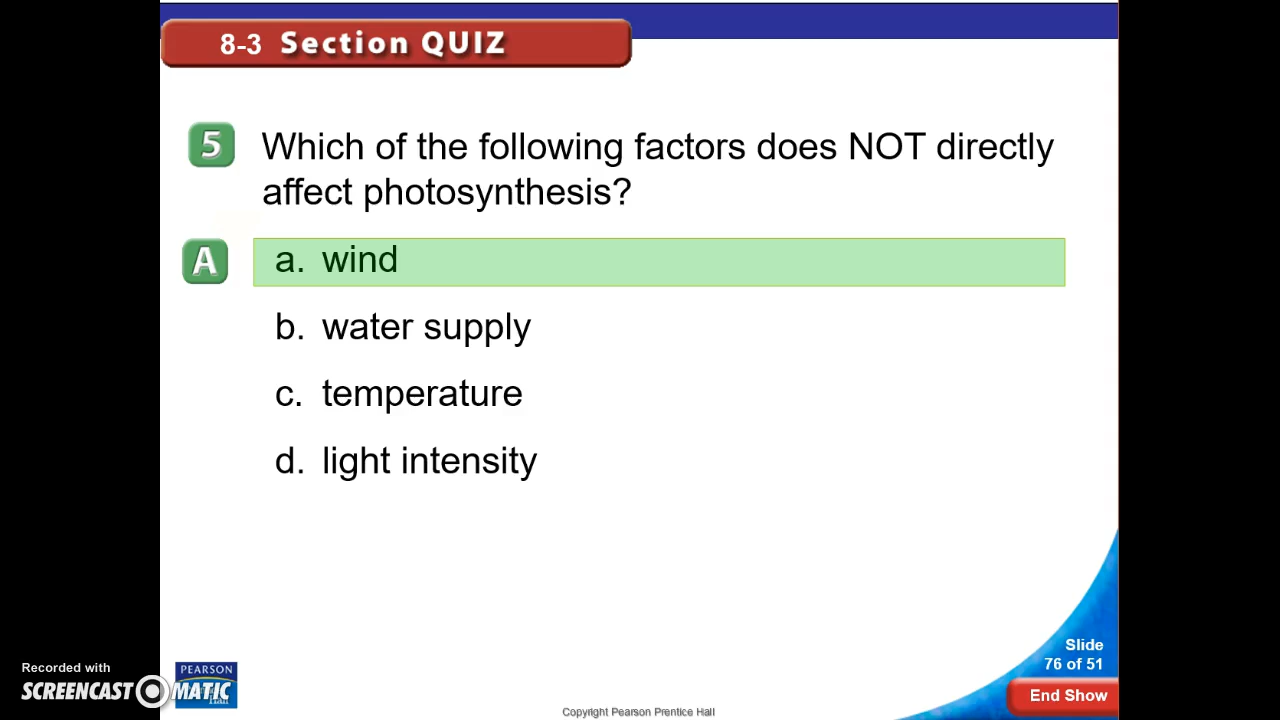 8-3 Section QUIZ
5 Which of the following factors does NOT directly
affect photosynthesis?
A a. wind
b. water supply
c. temperature
d. light intensity
Slide
76 of 51
End Show
Recorded with
SCREENCAST MATIC
PEARSON
Copyright Pearson Prentice Hall